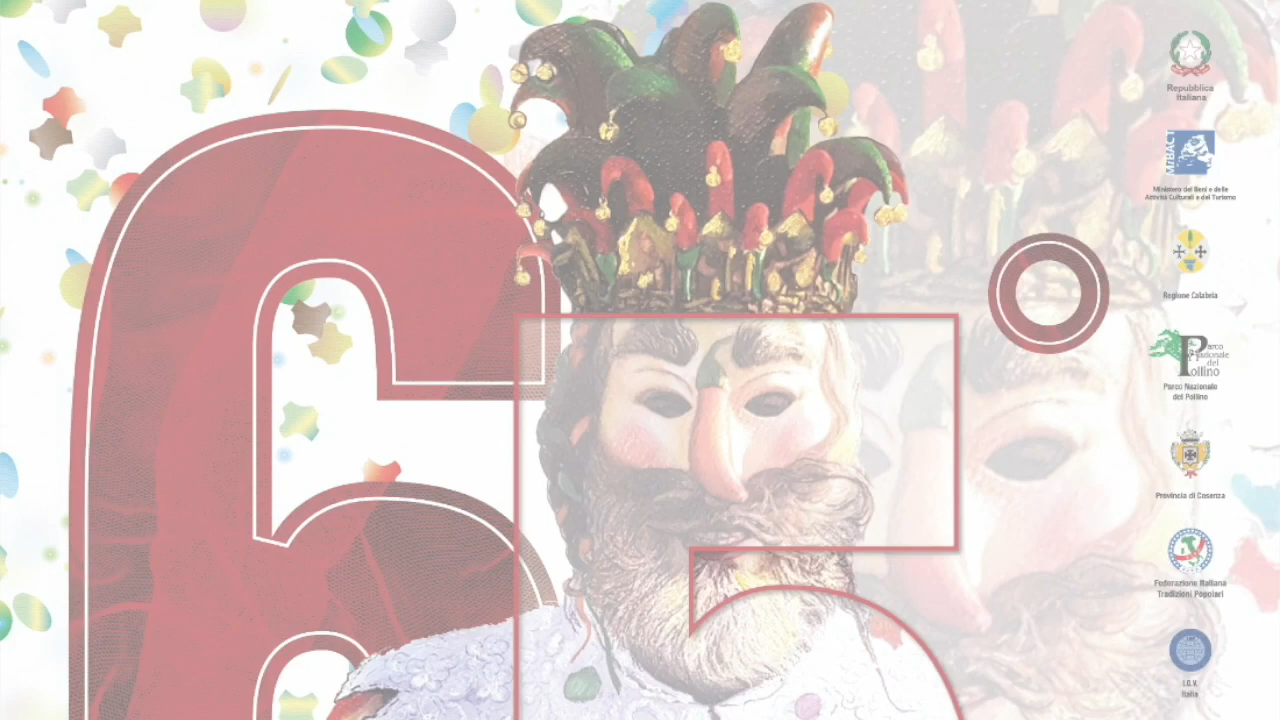 65°
Repubblica
Italiana
MiBACT
Ministero dei Beni e delle
Attività Culturali e del Turismo
Regione Calabria
Parco
Nazionale
del
Pollino
Parco Nazionale
del Pollino
Provincia di Cosenza
Federazione Italiana
Tradizioni Popolari
I.O.V.
Italia